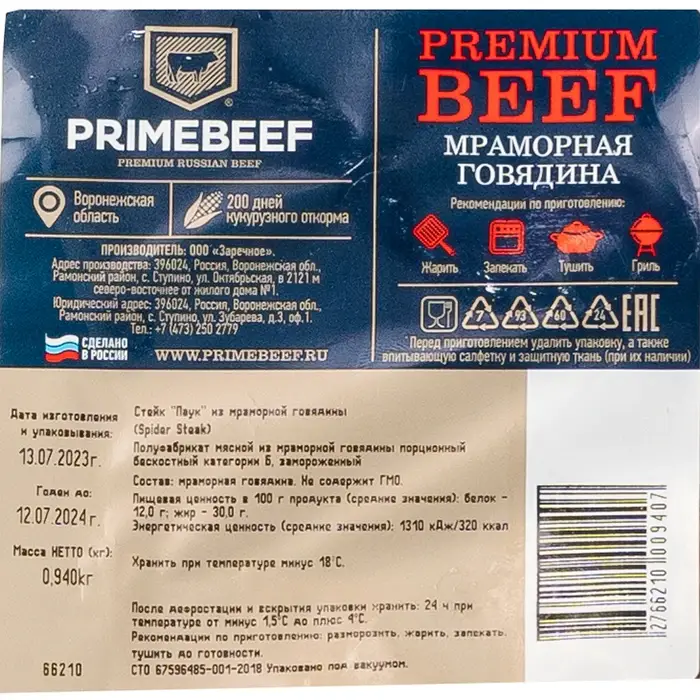 PRIMEBEEF
PREMIUM RUSSIAN BEEF
Воронежская
область
200 дней
кукурузного откорма
ПРОИЗВОДИТЕЛЬ: ООО «Заречное».
Адрес производства: 396024, Россия, Воронежская обл.,
Рамонский район, с. Ступино, ул. Октябрьская, в 2121 м
северо-восточнее от жилого дома №1.
Юридический адрес: 396024, Россия, Воронежская обл.,
Рамонский район, с. Ступино, ул. Зубарева, д.3, оф.1.
Тел.: +7 (473) 250 2779
СДЕЛАНО
В РОССИИ
WWW.PRIMEBEEF.RU
PREMIUM
BEEF
МРАМОРНАЯ
ГОВЯДИНА
Рекомендации по приготовлению:
Жарить Запекать Тушить Гриль
7 93 60 24 EAC
Перед приготовлением удалить упаковку, а также
впитывающую салфетку и защитную ткань (при их наличии)
Дата изготовления
и упаковывания:
13.07.2023г.
Годен до:
12.07.2024г.
Масса НЕТТО (кг):
0,940кг
66210
Стейк "Паук" из мраморной говядины
(Spider Steak)
Полуфабрикат мясной из мраморной говядины порционный
бескостный категории Б, замороженный
Состав: мраморная говядина. Не содержит ГМО.
Пищевая ценность в 100 г продукта (средние значения): белок -
12,0 г; жир - 30,0 г.
Энергетическая ценность (средние значения): 1310 кДж/320 ккал
Хранить при температуре минус 18°С.
После дефростации и вскрытия упаковки хранить: 24 ч при
температуре от минус 1,5°С до плюс 4°С.
Рекомендации по приготовлению: разморозить, жарить, запекать,
тушить до готовности.
СТО 67596485-001-2018 Упаковано под вакуумом.
2766210009407